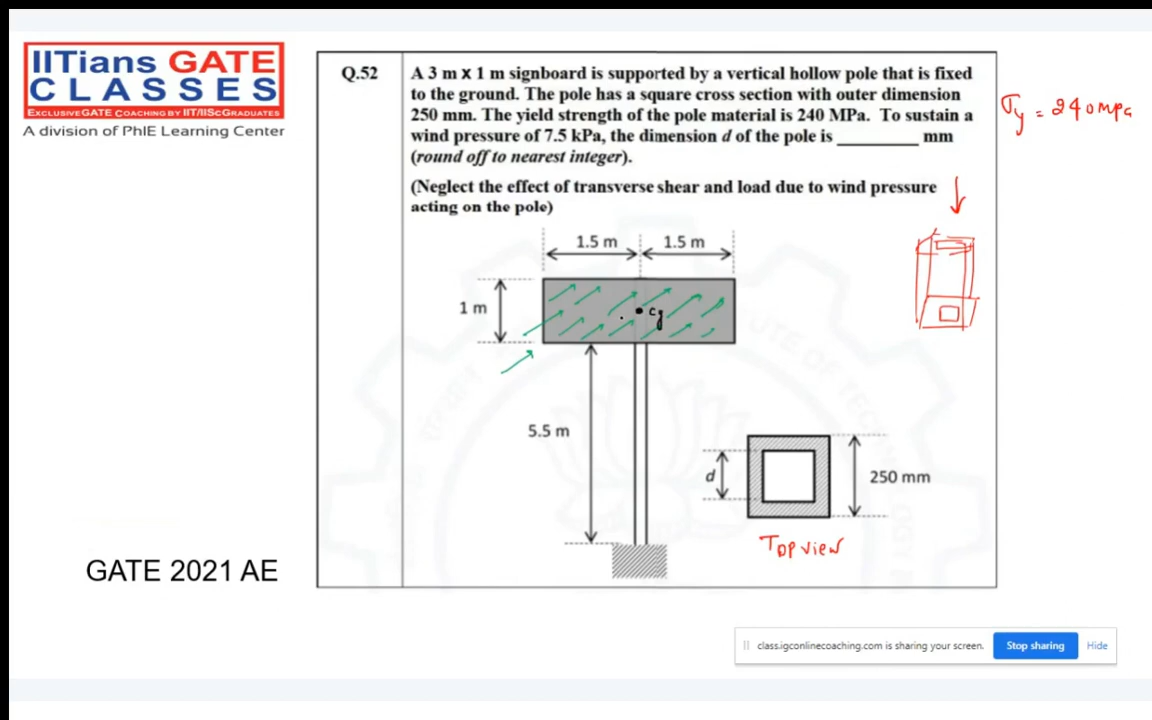 IITians GATE
CLASSES
EXCLUSIVE GATE COACHING BY IIT/IISc GRADUATES
A division of PhIE Learning Center
Q.52
A 3 m x 1 m signboard is supported by a vertical hollow pole that is fixed
to the ground. The pole has a square cross section with outer dimension
250 mm. The yield strength of the pole material is 240 MPa. To sustain a
wind pressure of 7.5 kPa, the dimension d of the pole is ________ mm
(round off to nearest integer).
(Neglect the effect of transverse shear and load due to wind pressure
acting on the pole)
σy = 240 mpa
1.5 m
1.5 m
1 m
cg
5.5 m
d
250 mm
Top view
GATE 2021 AE
class.igconlinecoaching.com is sharing your screen.
Stop sharing
Hide